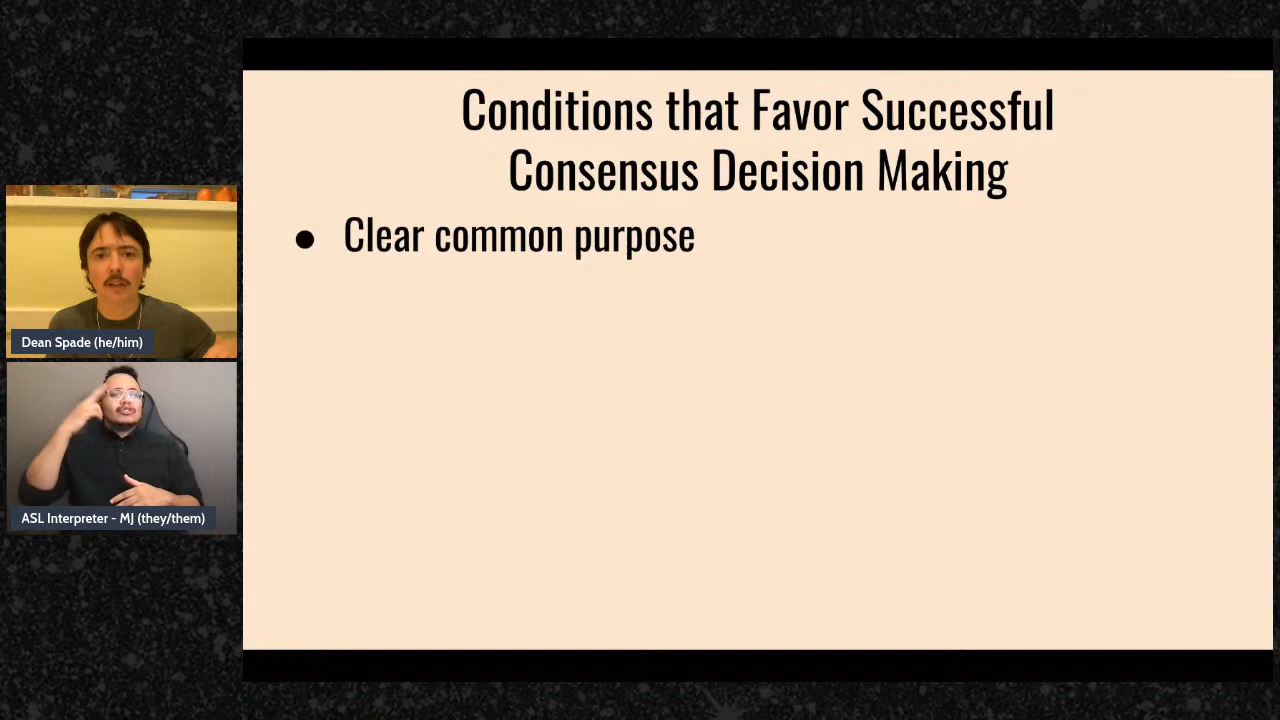 Conditions that Favor Successful
Consensus Decision Making
● Clear common purpose
Dean Spade (he/him)
ASL Interpreter - MJ (they/them)